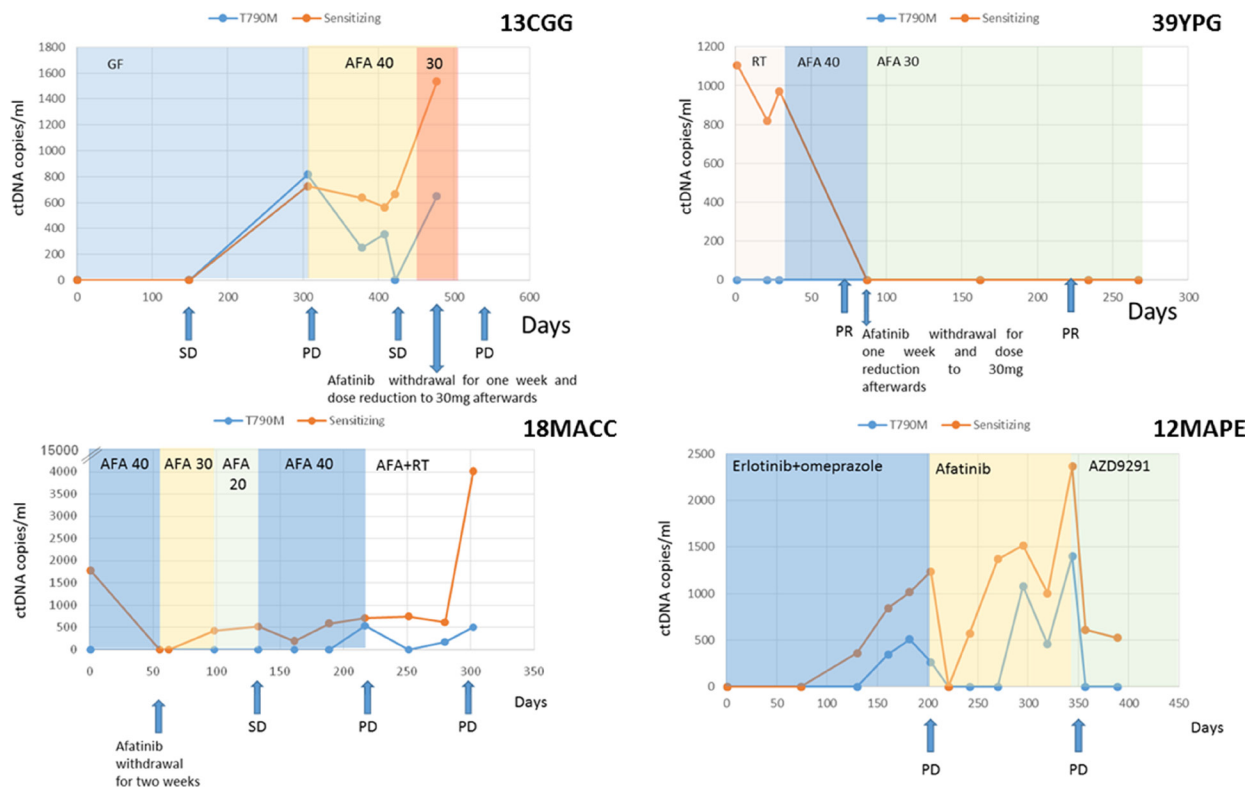 T790M Sensitizing 13CGG
ctDNA copies/ml
1800
1600
1400
1200
1000
800
600
400
200
0
GF AFA 40 30
0 100 200 300 400 500 600
Days
SD PD SD PD
Afatinib withdrawal for one week and
dose reduction to 30mg afterwards
T790M Sensitizing 39YPG
ctDNA copies/ml
1200
1000
800
600
400
200
0
RT AFA 40 AFA 30
0 50 100 150 200 250 300
Days
PR PR
Afatinib withdrawal for
one week and dose
reduction to 30mg
afterwards
T790M Sensitizing 18MACC
ctDNA copies/ml
15000
4000
3500
3000
2500
2000
1500
1000
500
0
AFA 40 AFA 30 AFA
20 AFA 40 AFA+RT
0 50 100 150 200 250 300 350
Days
SD PD PD
Afatinib
withdrawal
for two weeks
T790M Sensitizing 12MAPE
ctDNA copies/ml
2500
2000
1500
1000
500
0
Erlotinib+omeprazole Afatinib AZD9291
0 50 100 150 200 250 300 350 400 450
Days
PD PD